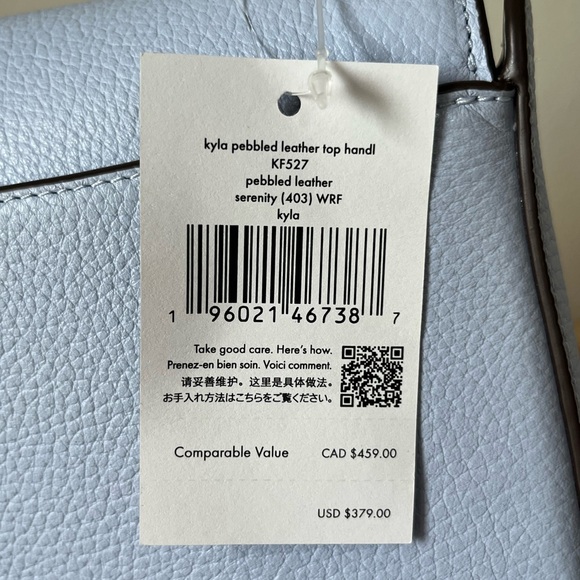 kyla pebbled leather top handl
KF527
pebbled leather
serenity (403) WRF
kyla
1 96021 46738 7
Take good care. Here's how.
Prenez-en bien soin. Voici comment.
请妥善维护。这里是具体做法。
お手入れ方法はこちらをご覧ください。
Comparable Value CAD $459.00
USD $379.00